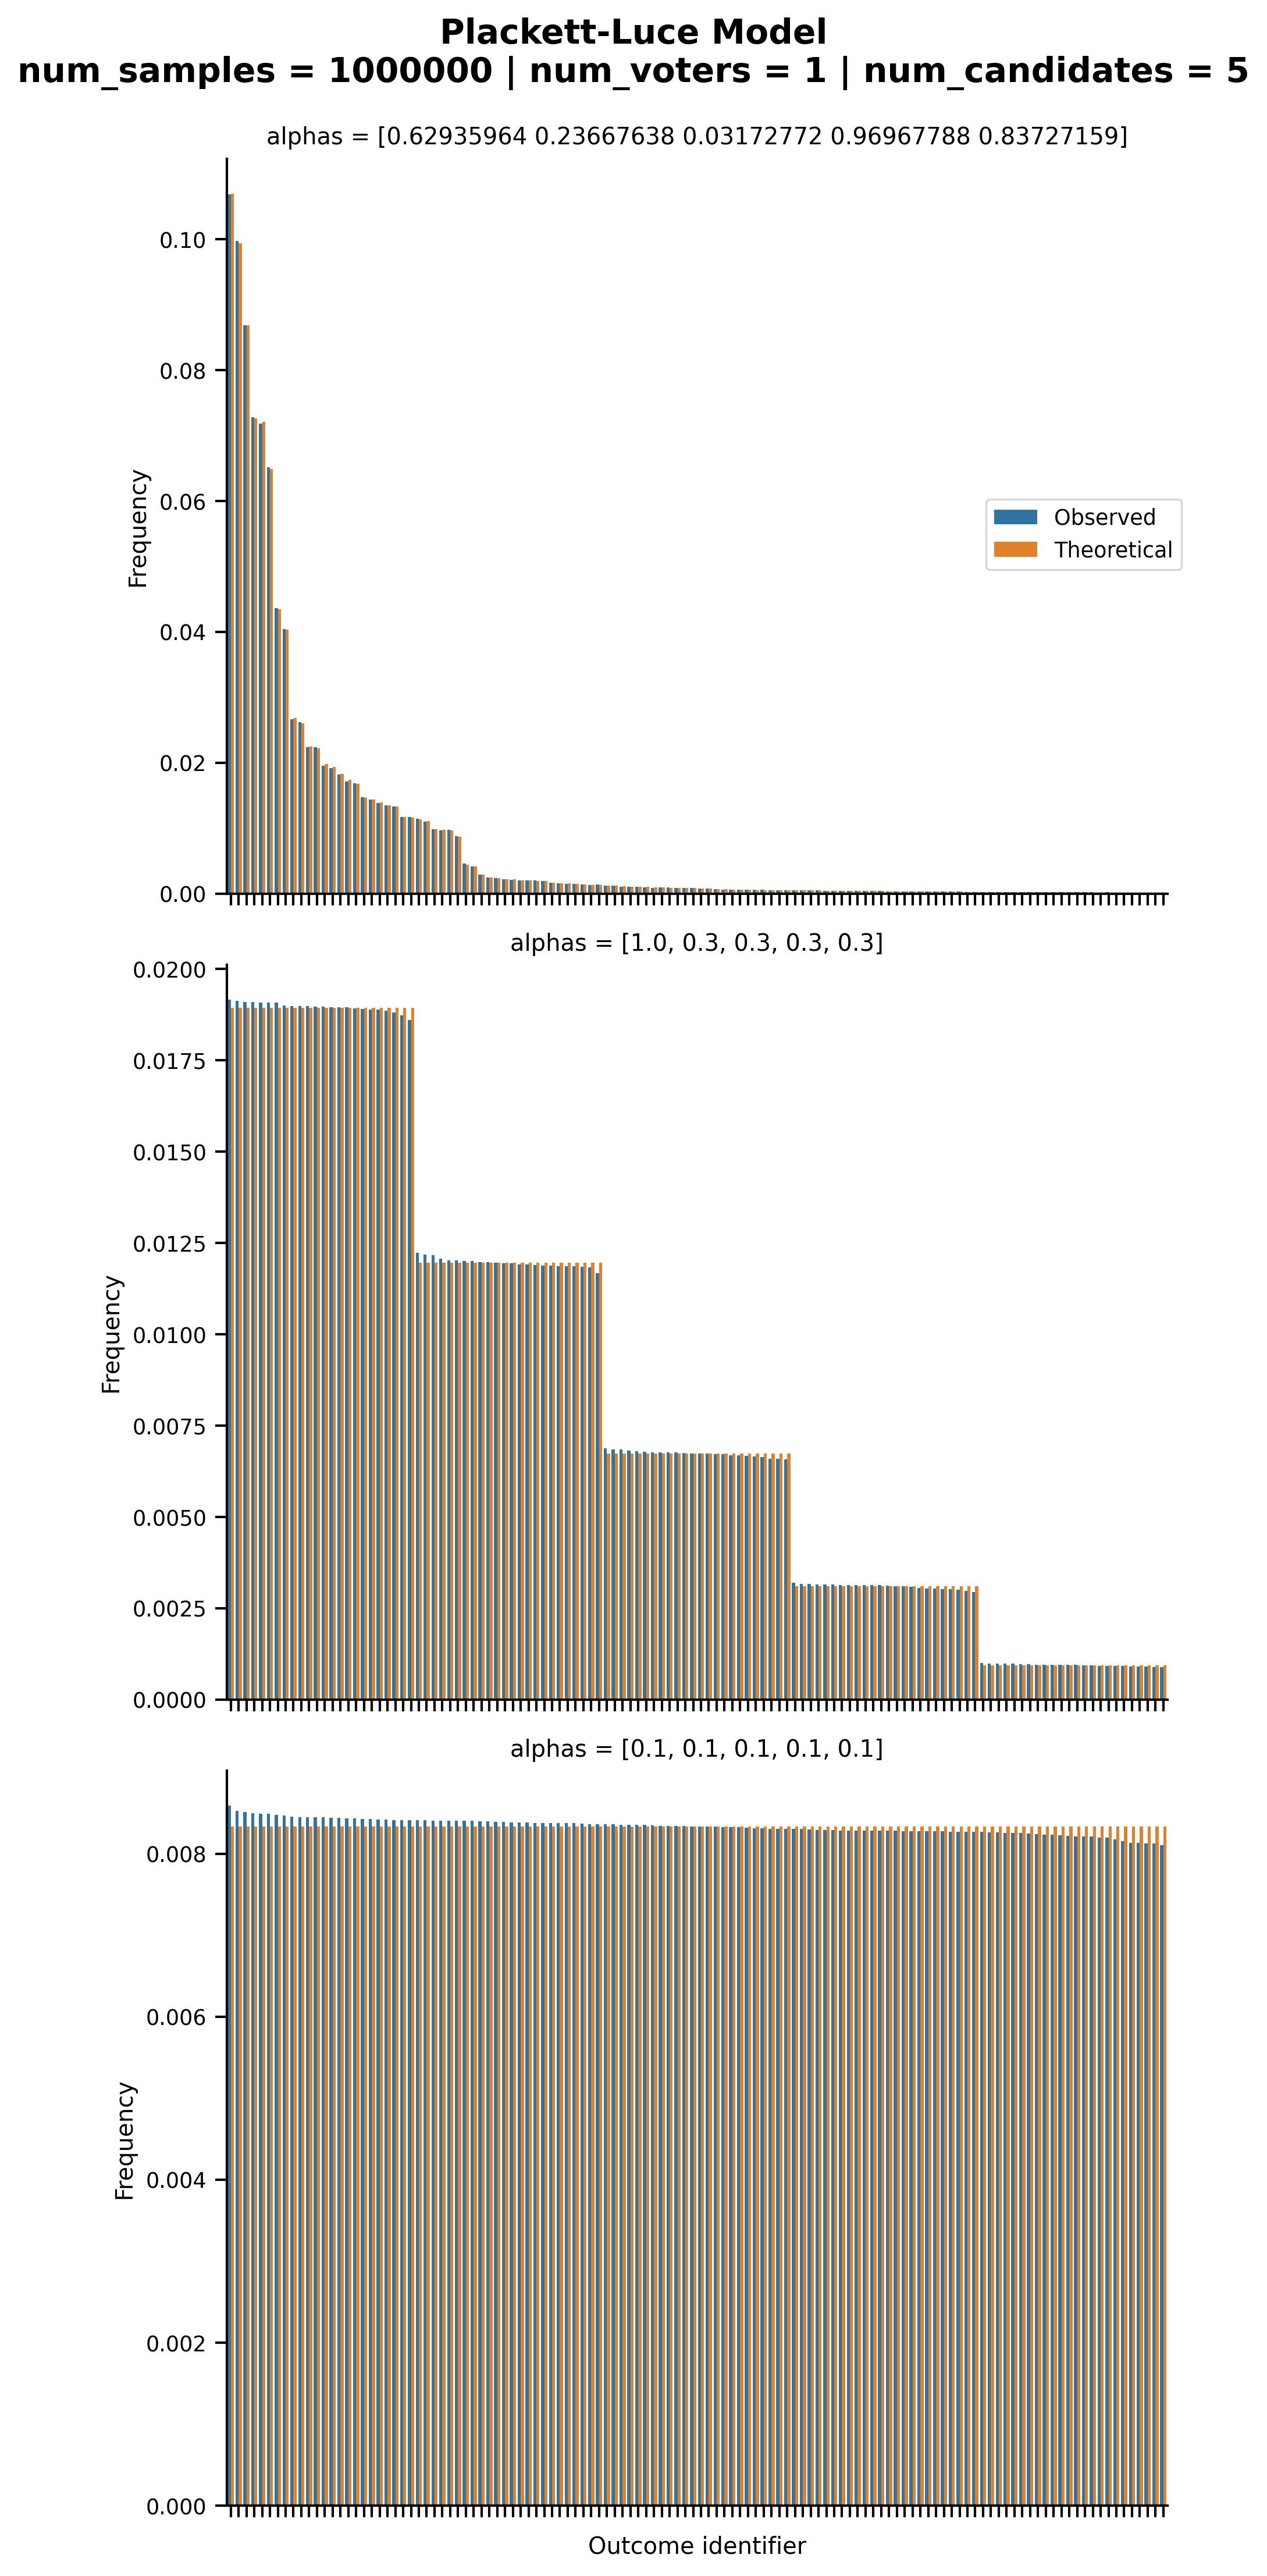 Plackett-Luce Model
num_samples = 1000000 | num_voters = 1 | num_candidates = 5
alphas = [0.62935964 0.23667638 0.03172772 0.96967788 0.83727159]
0.10
0.08
0.06
0.04
0.02
0.00
Frequency
Observed
Theoretical
alphas = [1.0, 0.3, 0.3, 0.3, 0.3]
0.0200
0.0175
0.0150
0.0125
0.0100
0.0075
0.0050
0.0025
0.0000
Frequency
alphas = [0.1, 0.1, 0.1, 0.1, 0.1]
0.008
0.006
0.004
0.002
0.000
Frequency
Outcome identifier